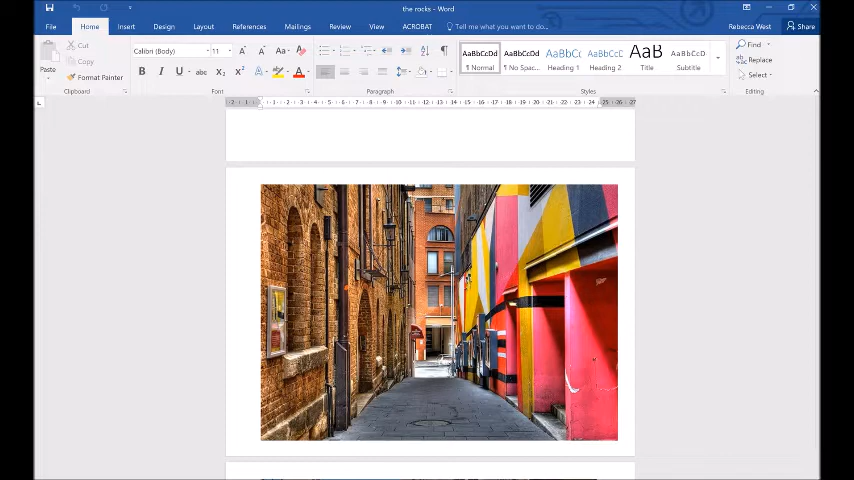 the rocks - Word
Rebecca West
Share
File
Home
Insert
Design
Layout
References
Mailings
Review
View
ACROBAT
Tell me what you want to do...
Paste
Cut
Copy
Format Painter
Clipboard
Calibri (Body)
11
Font
Paragraph
AaBbCcDd
¶ Normal
AaBbCcDd
¶ No Spac...
AaBbCc
Heading 1
AaBbCcC
Heading 2
AaB
Title
AaBbCcD
Subtitle
Styles
Find
Replace
Select
Editing